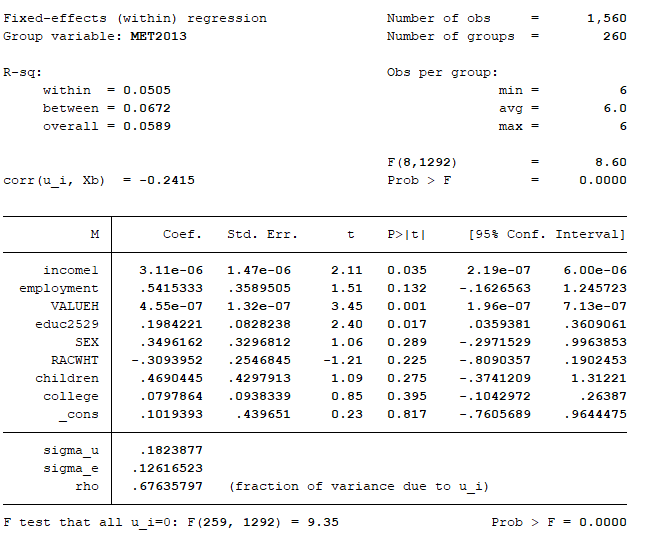 Fixed-effects (within) regression Number of obs = 1,560
Group variable: MET2013 Number of groups = 260
R-sq: Obs per group:
within = 0.0505 min = 6
between = 0.0672 avg = 6.0
overall = 0.0589 max = 6
F(8,1292) = 8.60
corr(u_i, Xb) = -0.2415 Prob > F = 0.0000
M Coef. Std. Err. t P>|t| [95% Conf. Interval]
income1 3.11e-06 1.47e-06 2.11 0.035 2.19e-07 6.00e-06
employment .5415333 .3589505 1.51 0.132 -.1626563 1.245723
VALUEH 4.55e-07 1.32e-07 3.45 0.001 1.96e-07 7.13e-07
educ2529 .1984221 .0828238 2.40 0.017 .0359381 .3609061
SEX .3496162 .3296812 1.06 0.289 -.2971529 .9963853
RACWHT -.3093952 .2546845 -1.21 0.225 -.8090357 .1902453
children .4690445 .4297913 1.09 0.275 -.3741209 1.31221
college .0797864 .0938339 0.85 0.395 -.1042972 .26387
_cons .1019393 .439651 0.23 0.817 -.7605689 .9644475
sigma_u .1823877
sigma_e .12616523
rho .67635797 (fraction of variance due to u_i)
F test that all u_i=0: F(259, 1292) = 9.35 Prob > F = 0.0000